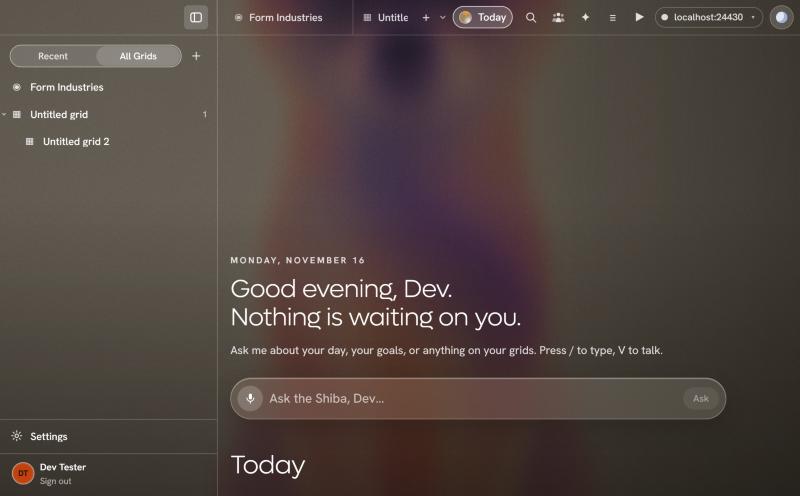 Form Industries
Untitle
Today
localhost:24430
Recent
All Grids
Form Industries
Untitled grid
1
Untitled grid 2
MONDAY, NOVEMBER 16
Good evening, Dev.
Nothing is waiting on you.
Ask me about your day, your goals, or anything on your grids. Press / to type, V to talk.
Ask the Shiba, Dev...
Ask
Today
Settings
DT
Dev Tester
Sign out